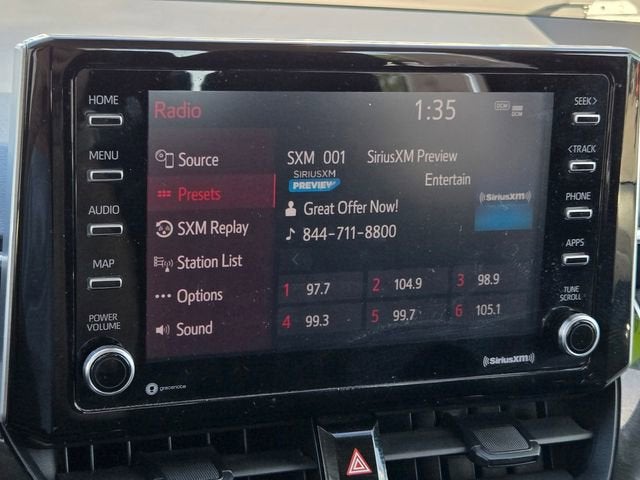 HOME
MENU
AUDIO
MAP
POWER
VOLUME
Radio
1:35
DCM
DCM
Source
Presets
SXM Replay
Station List
Options
Sound
SXM 001 SiriusXM Preview
SIRIUSXM
PREVIEW
Entertain
Great Offer Now!
844-711-8800
(SiriusXM)
1 97.7
2 104.9
3 98.9
4 99.3
5 99.7
6 105.1
SEEK>
<TRACK
PHONE
APPS
TUNE
SCROLL
gracenote
(SiriusXM)